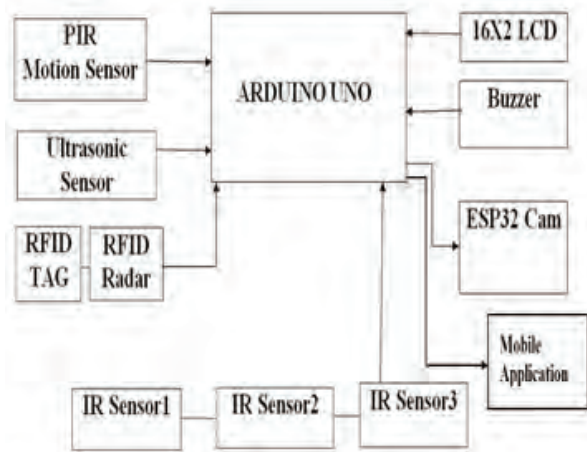 PIR
Motion Sensor
ARDUINO UNO
16X2 LCD
Buzzer
Ultrasonic
Sensor
ESP32 Cam
RFID
TAG
RFID
Radar
Mobile
Application
IR Sensor1
IR Sensor2
IR Sensor3